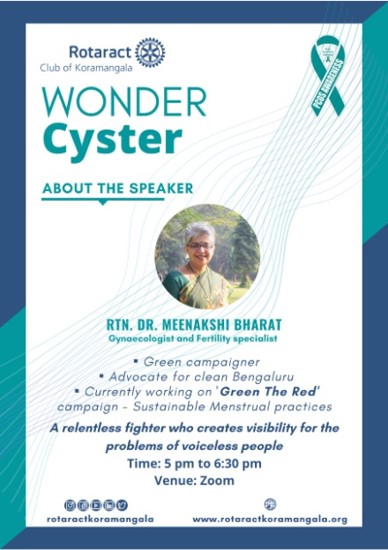 Rotaract
Club of Koramangala
PCOS AWARENESS
WONDER
Cyster
ABOUT THE SPEAKER
RTN. DR. MEENAKSHI BHARAT
Gynaecologist and Fertility specialist
▪ Green campaigner
▪ Advocate for clean Bengaluru
▪ Currently working on 'Green The Red'
campaign - Sustainable Menstrual practices
A relentless fighter who creates visibility for the
problems of voiceless people
Time: 5 pm to 6:30 pm
Venue: Zoom
rotaractkoramangala
www.rotaractkoramangala.org